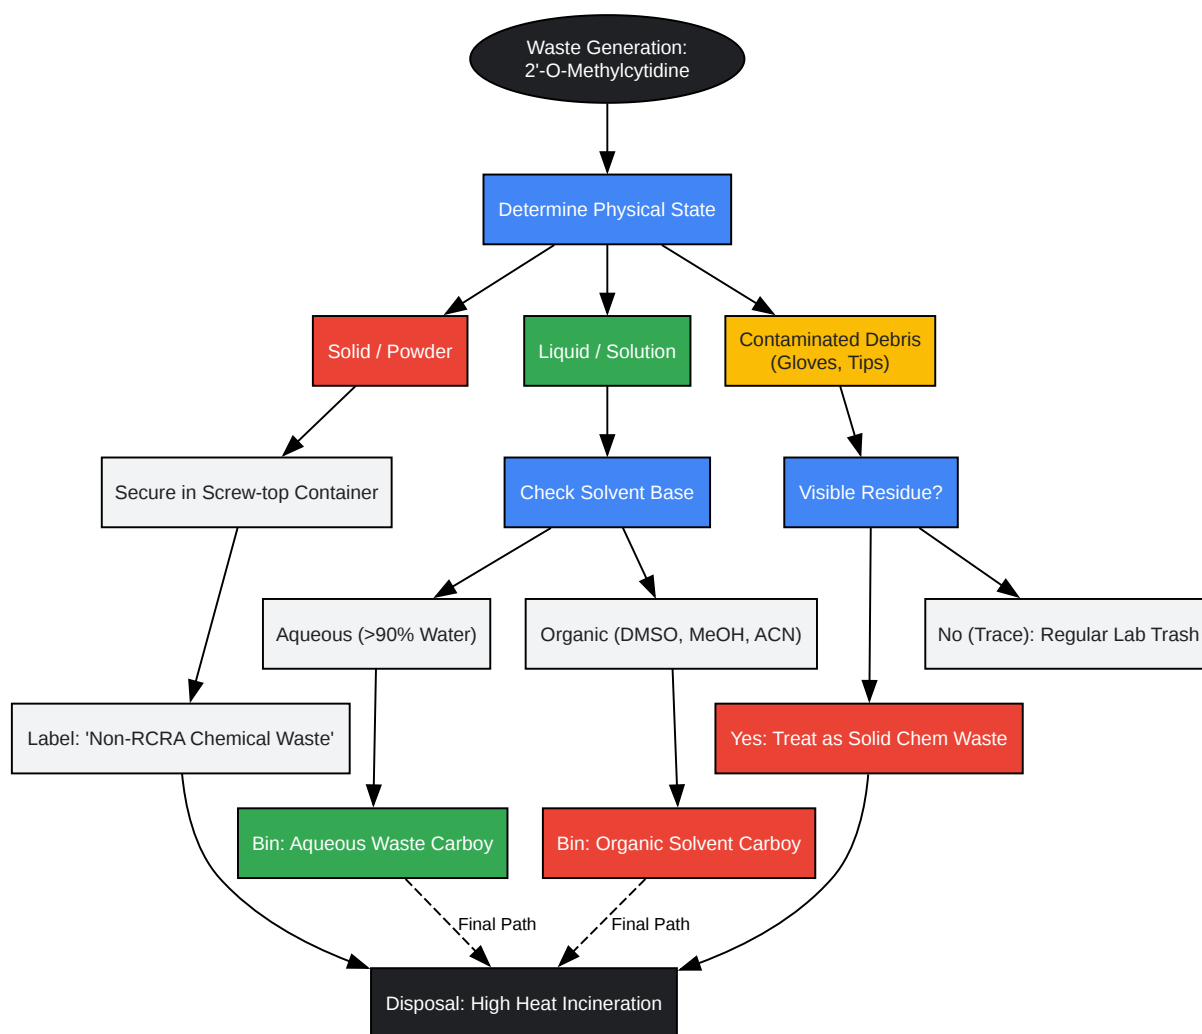 Waste Generation:
2'-O-Methylcytidine
Determine Physical State
Solid / Powder
Liquid / Solution
Contaminated Debris
(Gloves, Tips)
Secure in Screw-top Container
Check Solvent Base
Visible Residue?
Aqueous (>90% Water)
Organic (DMSO, MeOH, ACN)
No (Trace): Regular Lab Trash
Label: 'Non-RCRA Chemical Waste'
Yes: Treat as Solid Chem Waste
Bin: Aqueous Waste Carboy
Bin: Organic Solvent Carboy
Final Path
Final Path
Disposal: High Heat Incineration